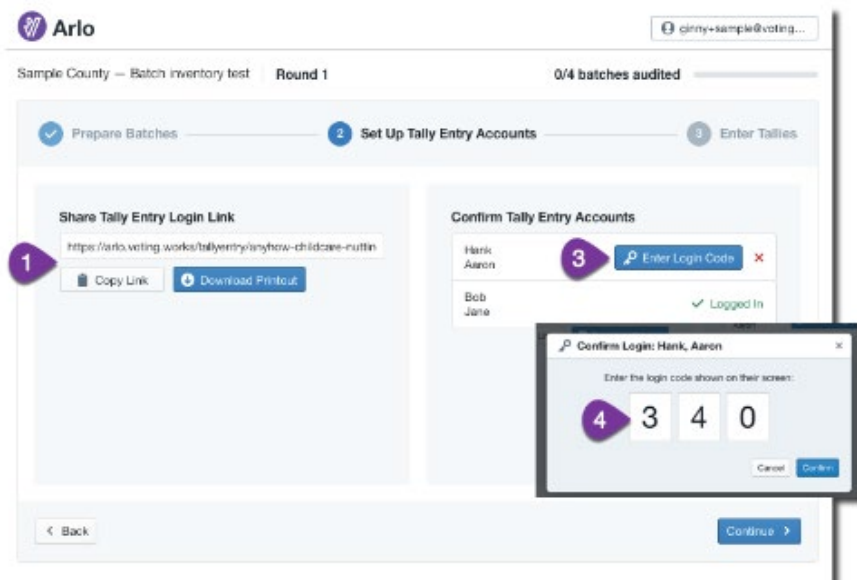 Arlo
ginny+sample@voting...
Sample County — Batch inventory test Round 1 0/4 batches audited
Prepare Batches 2 Set Up Tally Entry Accounts 3 Enter Tallies
Share Tally Entry Login Link
Confirm Tally Entry Accounts
1
https://arlo.voting.works/tallyentry/anyhow-childcare-nuttin
Copy Link Download Printout
Hank
Aaron
3 Enter Login Code
Bob
Jane
Logged In
Confirm Login: Hank, Aaron
Enter the login code shown on their screen:
4 3 4 0
Cancel Confirm
Back Continue